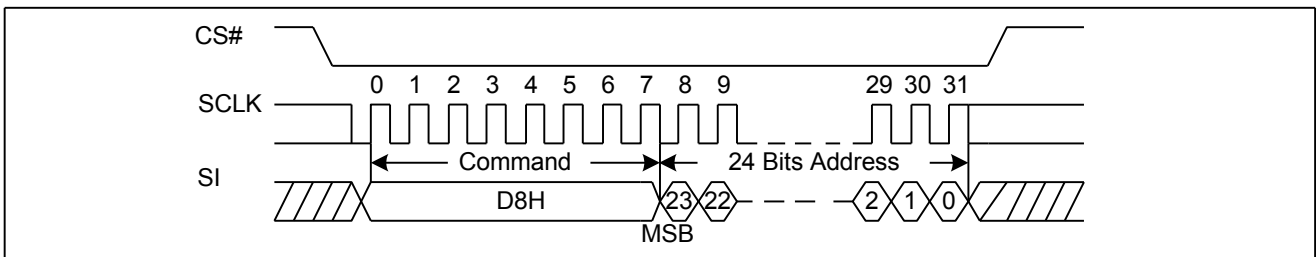 CS#
0 1 2 3 4 5 6 7 8 9 29 30 31
SCLK
Command 24 Bits Address
SI
D8H 23 22 2 1 0
MSB